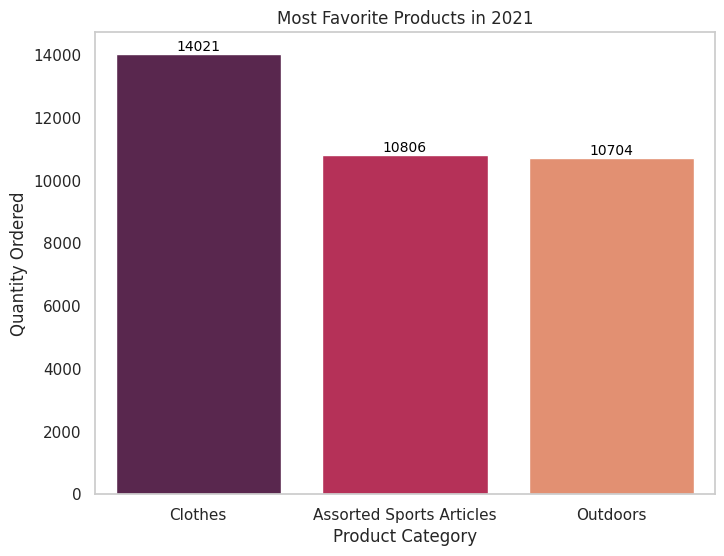 Most Favorite Products in 2021
14021
10806
10704
14000
12000
10000
8000
6000
4000
2000
0
Quantity Ordered
Clothes
Assorted Sports Articles
Outdoors
Product Category